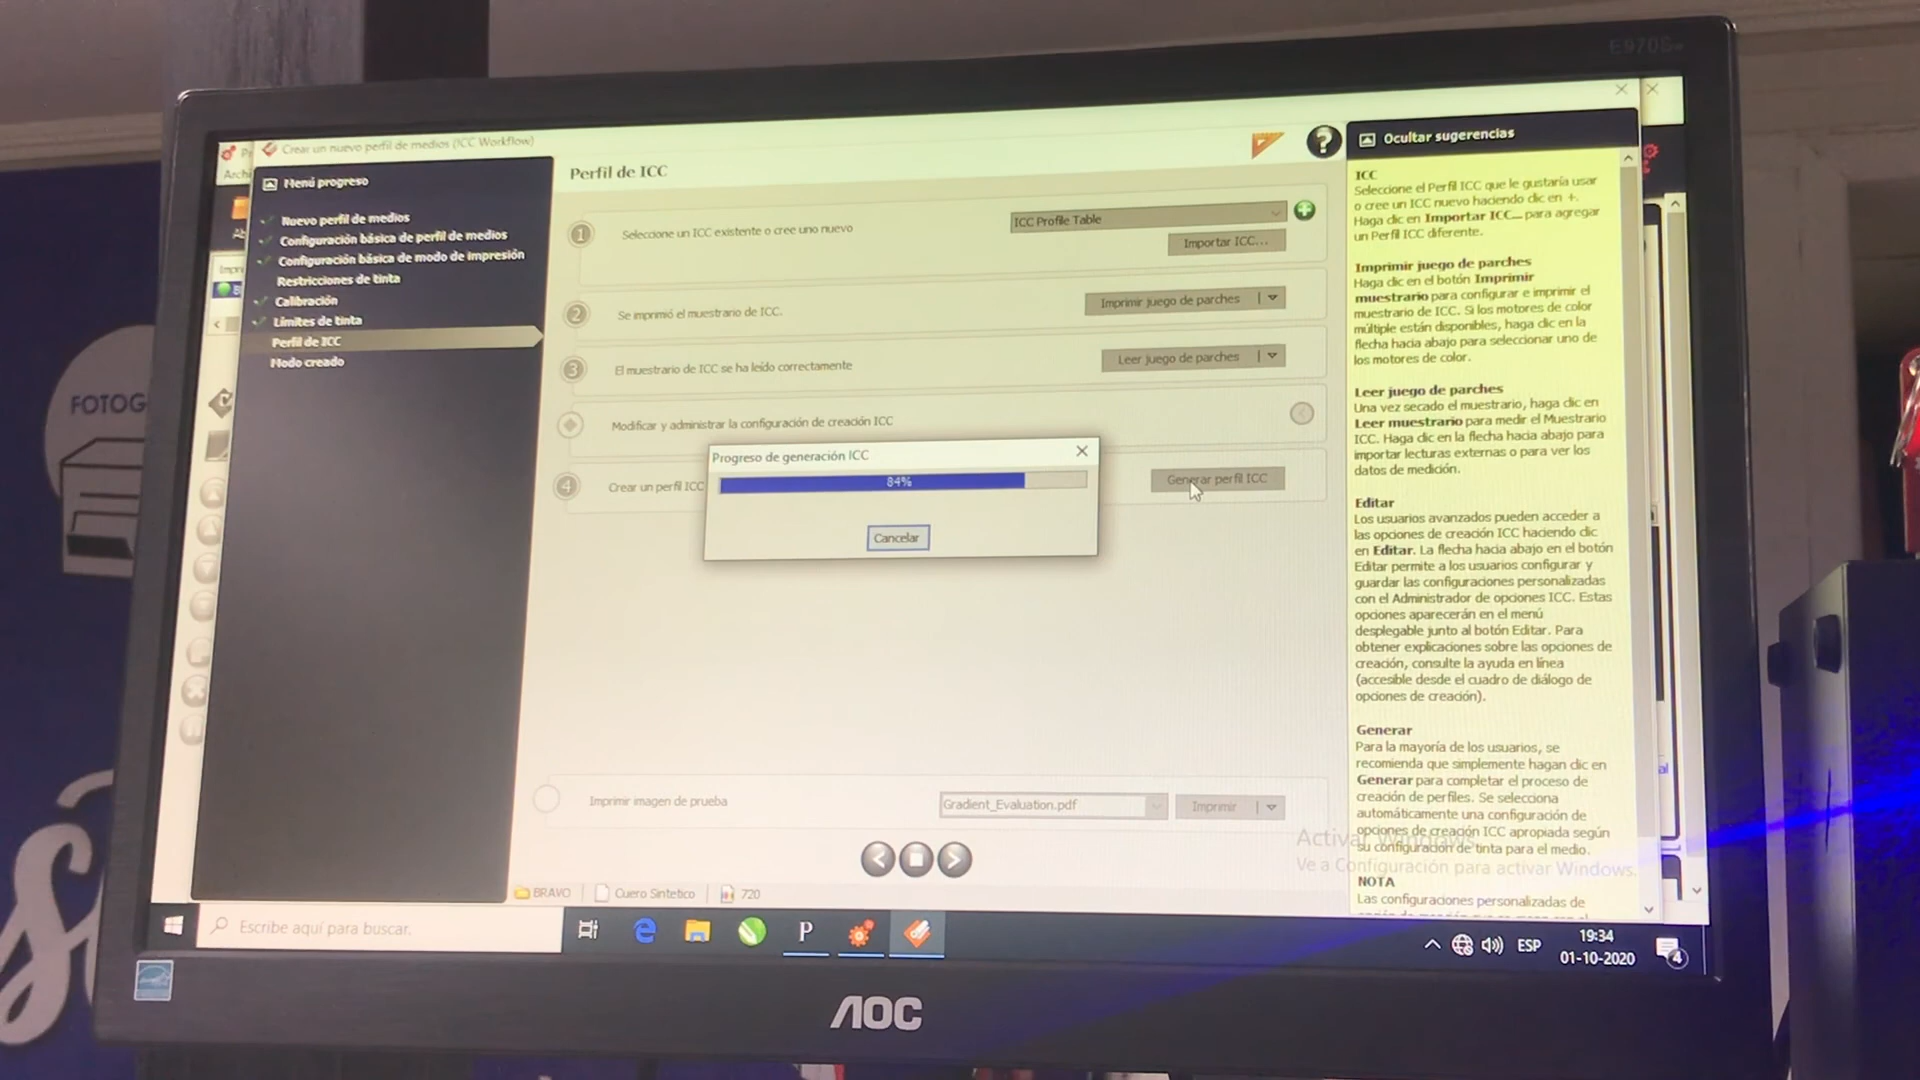 E970Sw
Crear un nuevo perfil de medios (ICC Workflow)
Menú progreso
Nuevo perfil de medios
Configuración básica de perfil de medios
Configuración básica de modo de impresión
Restricciones de tinta
Calibración
Límites de tinta
Perfil de ICC
Modo creado
Perfil de ICC
1
Seleccione un ICC existente o cree uno nuevo
ICC Profile Table
Importar ICC...
2
Se imprimió el muestrario de ICC.
Imprimir juego de parches
3
El muestrario de ICC se ha leído correctamente
Leer juego de parches
Modificar y administrar la configuración de creación ICC
4
Crear un perfil ICC
Generar perfil ICC
Progreso de generación ICC
84%
Cancelar
Imprimir imagen de prueba
Gradient_Evaluation.pdf
Imprimir
BRAVO
Cuero Sintetico
720
?
Ocultar sugerencias
ICC
Seleccione el Perfil ICC que le gustaría usar
o cree un ICC nuevo haciendo clic en +.
Haga clic en Importar ICC... para agregar
un Perfil ICC diferente.
Imprimir juego de parches
Haga clic en el botón Imprimir
muestrario para configurar e imprimir el
muestrario de ICC. Si los motores de color
múltiple están disponibles, haga clic en la
flecha hacia abajo para seleccionar uno de
los motores de color.
Leer juego de parches
Una vez secado el muestrario, haga clic en
Leer muestrario para medir el Muestrario
ICC. Haga clic en la flecha hacia abajo para
importar lecturas externas o para ver los
datos de medición.
Editar
Los usuarios avanzados pueden acceder a
las opciones de creación ICC haciendo clic
en Editar. La flecha hacia abajo en el botón
Editar permite a los usuarios configurar y
guardar las configuraciones personalizadas
con el Administrador de opciones ICC. Estas
opciones aparecerán en el menú
desplegable junto al botón Editar. Para
obtener explicaciones sobre las opciones de
creación, consulte la ayuda en línea
(accesible desde el cuadro de diálogo de
opciones de creación).
Generar
Para la mayoría de los usuarios, se
recomienda que simplemente hagan clic en
Generar para completar el proceso de
creación de perfiles. Se selecciona
automáticamente una configuración de
opciones de creación ICC apropiada según
su configuración de tinta para el medio.
NOTA
Las configuraciones personalizadas de
Activar Windows
Ve a Configuración para activar Windows.
Escribe aquí para buscar.
ESP
19:34
01-10-2020
4
AOC
FOTOG